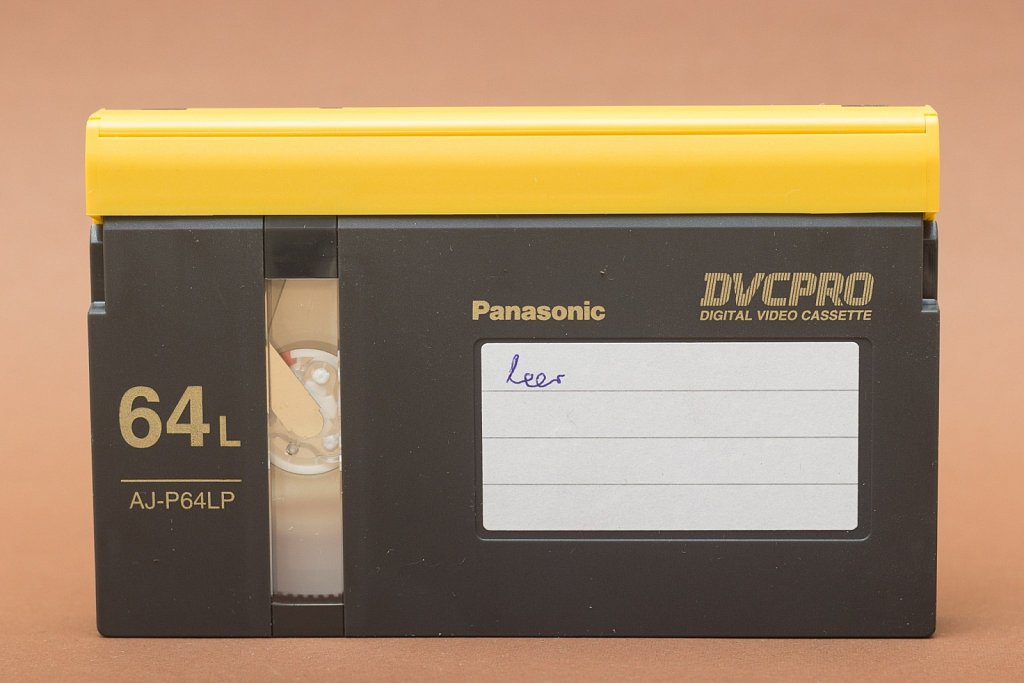 DVCPRO
Panasonic
DIGITAL VIDEO CASSETTE
leer
64L
AJ-P64LP